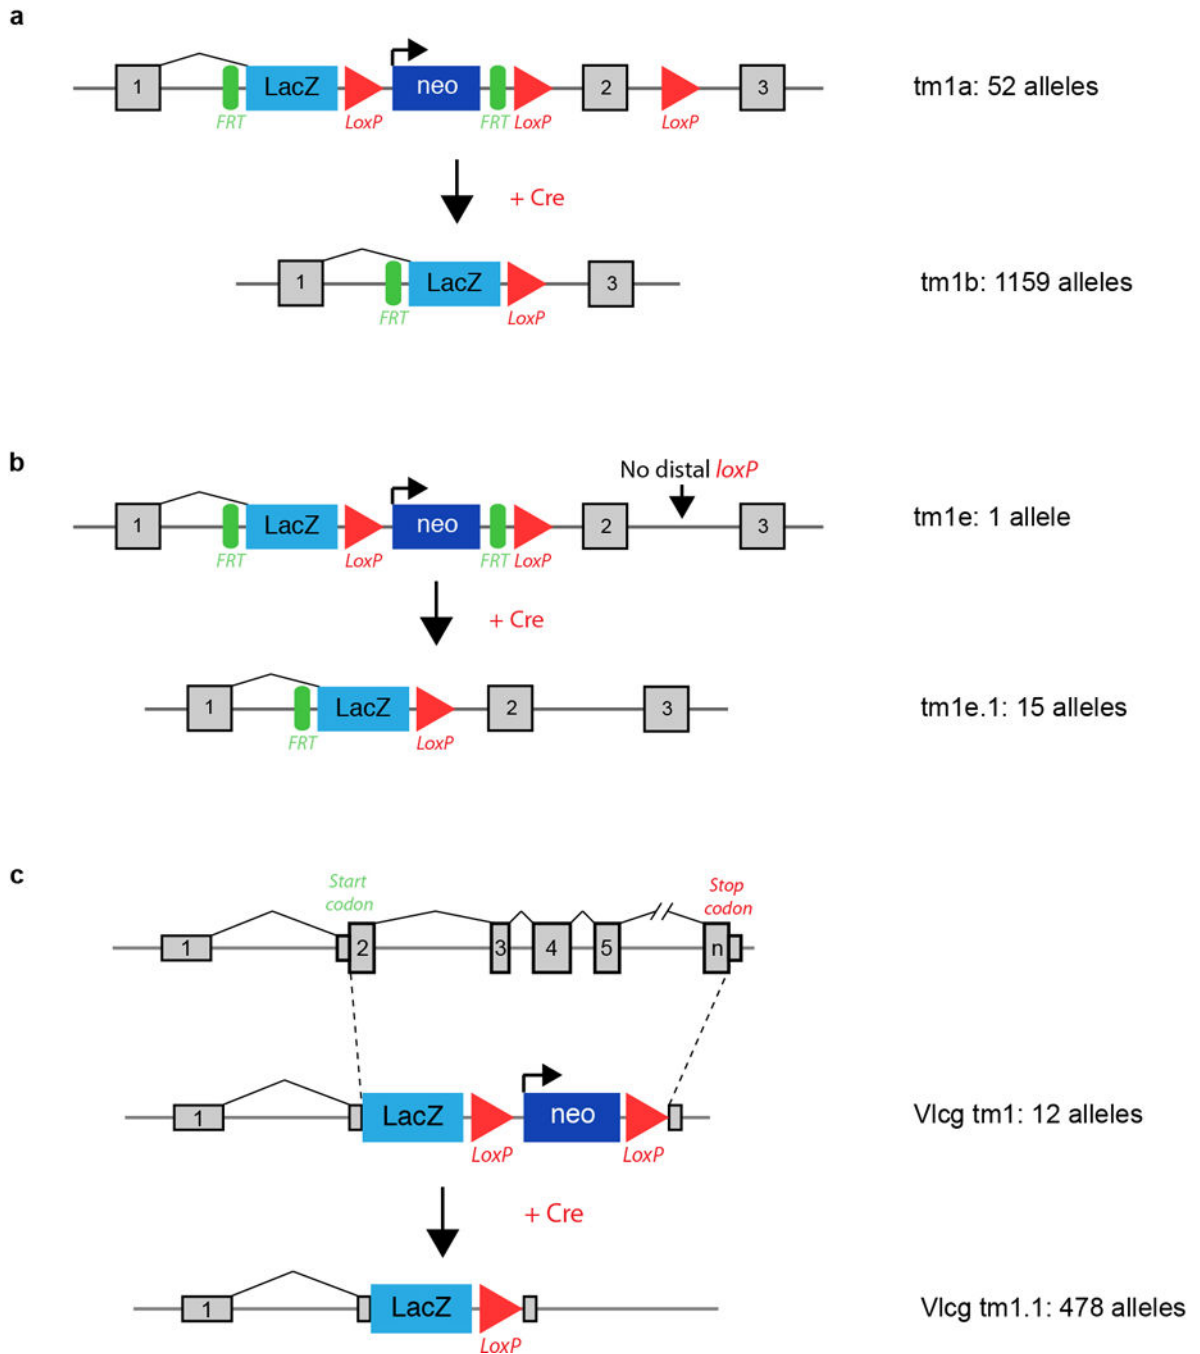 a
1 LacZ neo 2 3 tm1a: 52 alleles
FRT LoxP FRT LoxP LoxP
+ Cre
1 LacZ 3 tm1b: 1159 alleles
FRT LoxP
b
No distal loxP
1 LacZ neo 2 3 tm1e: 1 allele
FRT LoxP FRT LoxP
+ Cre
1 LacZ 2 3 tm1e.1: 15 alleles
FRT LoxP
c
Start Stop
codon codon
1 2 3 4 5 n
1 LacZ neo Vlcg tm1: 12 alleles
LoxP LoxP
+ Cre
1 LacZ Vlcg tm1.1: 478 alleles
LoxP